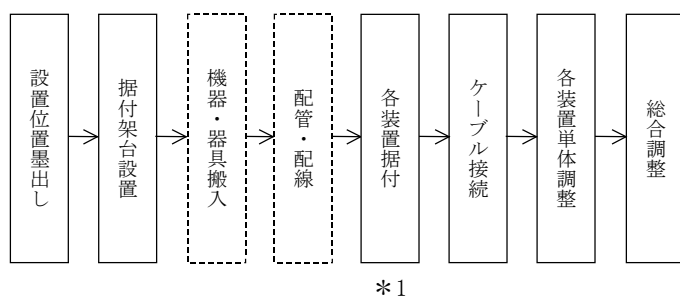 設置位置墨出し
据付架台設置
機器・器具搬入
配管・配線
各装置据付
ケーブル接続
各装置単体調整
総合調整
＊1